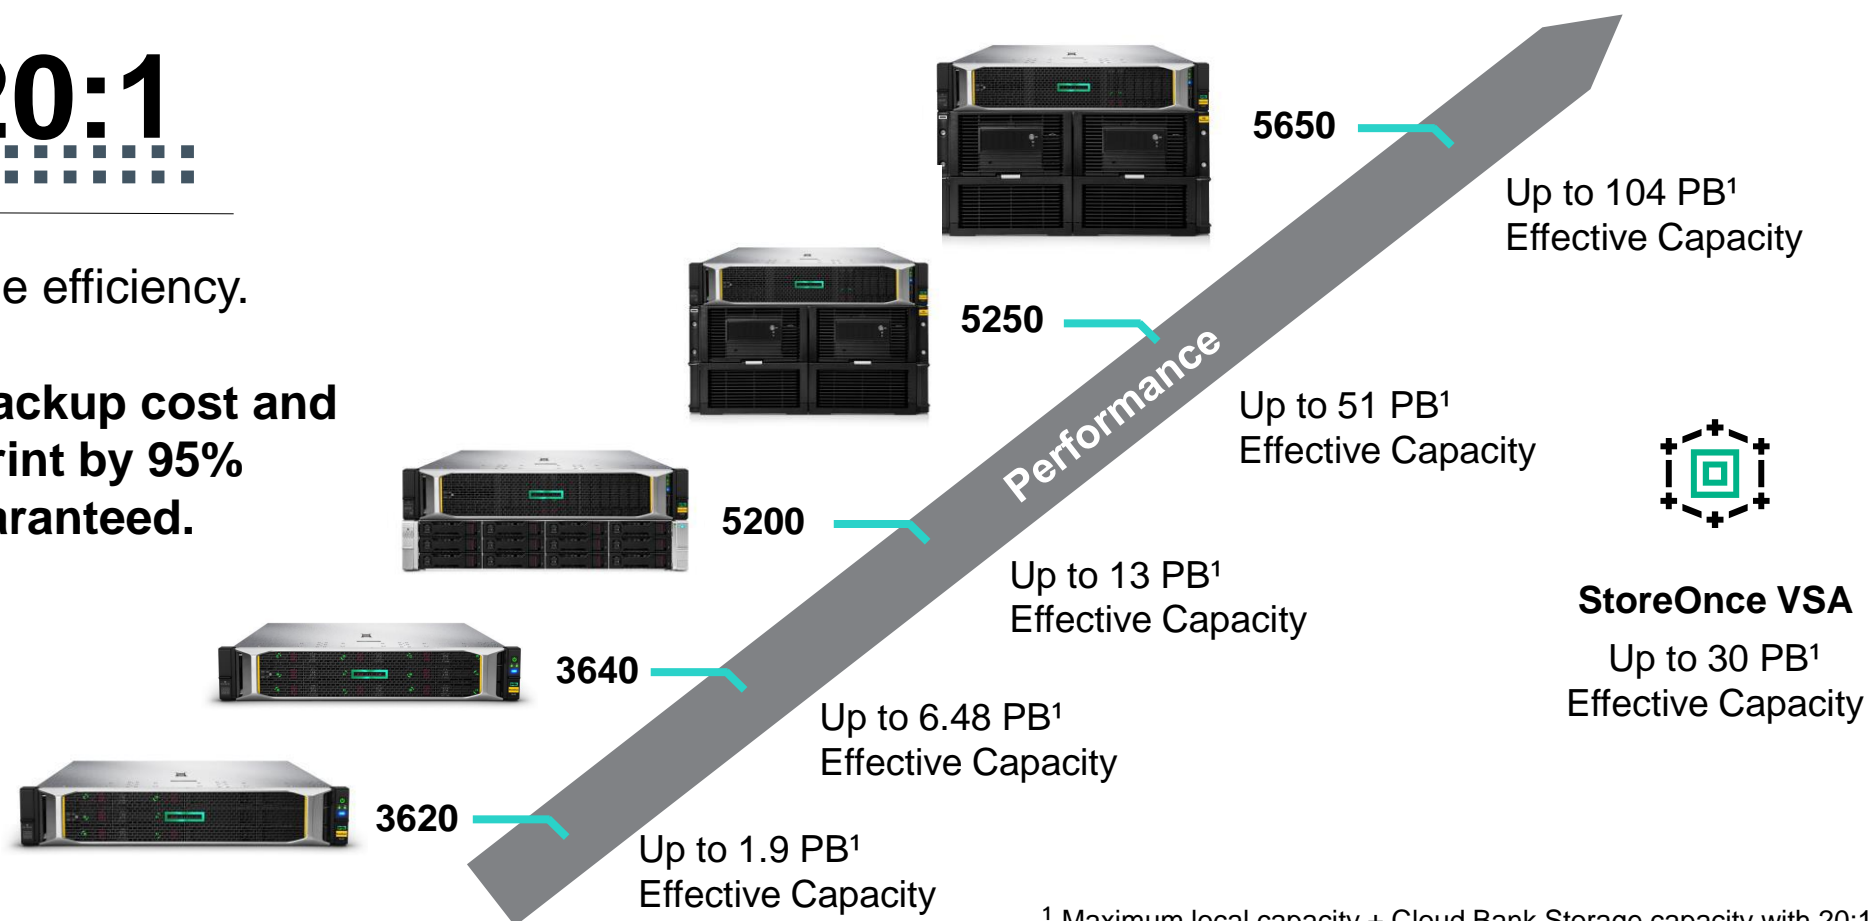 20:1
e efficiency.
ackup cost and
rint by 95%
aranteed.
5650
Up to 104 PB¹
Effective Capacity
5250
Performance
Up to 51 PB¹
Effective Capacity
5200
Up to 13 PB¹
Effective Capacity
StoreOnce VSA
Up to 30 PB¹
Effective Capacity
3640
Up to 6.48 PB¹
Effective Capacity
3620
Up to 1.9 PB¹
Effective Capacity
¹ Maximum local capacity + Cloud Bank Storage capacity with 20:1